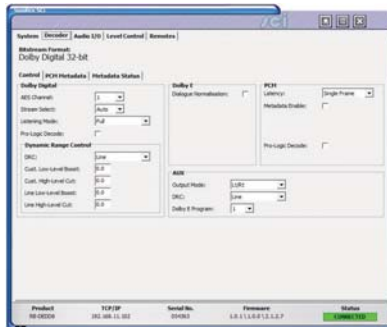 sci
System Decoder Audio I/O Level Control Remotes
Bitstream Format:
Dolby Digital 32-bit
Control PCM Metadata Metadata Status
Dolby Digital
AES Channel: 1
Stream Select: Auto
Listening Mode: Full
Pro-Logic Decode:
Dynamic Range Control
DRC: Line
Cust. Low-Level Boost: 0.0
Cust. High-Level Cut: 0.0
Line Low-Level Boost: 0.0
Line High-Level Cut: 0.0
Dolby E
Dialogue Normalisation:
PCM
Latency: Single Frame
Metadata Enable:
Pro-Logic Decode:
AUX
Output Mode: Lt/Rt
DRC: Line
Dolby E Program: 1
Product TCP/IP Serial No. Firmware Status
CONNECTED